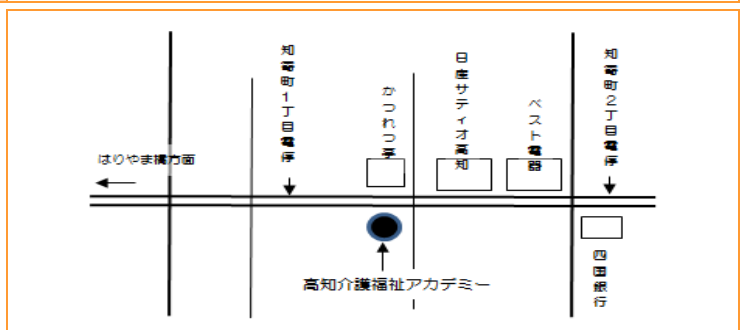 はりやま橋方面
知寄町1丁目電停
かつれつ亭
日産サティオ高知
ベスト電器
知寄町2丁目電停
四国銀行
高知介護福祉アカデミー